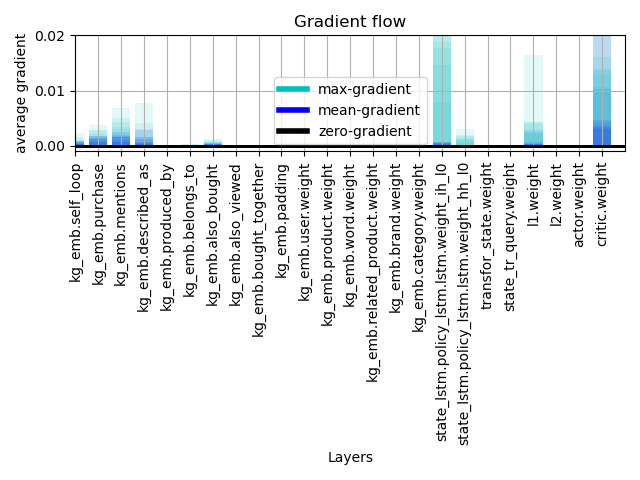 Gradient flow
average gradient
0.02
0.01
0.00
max-gradient
mean-gradient
zero-gradient
kg_emb.self_loop
kg_emb.purchase
kg_emb.mentions
kg_emb.described_as
kg_emb.produced_by
kg_emb.belongs_to
kg_emb.also_bought
kg_emb.also_viewed
kg_emb.bought_together
kg_emb.padding
kg_emb.user.weight
kg_emb.product.weight
kg_emb.word.weight
kg_emb.related_product.weight
kg_emb.brand.weight
kg_emb.category.weight
state_lstm.policy_lstm.lstm.weight_ih_l0
state_lstm.policy_lstm.lstm.weight_hh_l0
transfor_state.weight
state_tr_query.weight
l1.weight
l2.weight
actor.weight
critic.weight
Layers